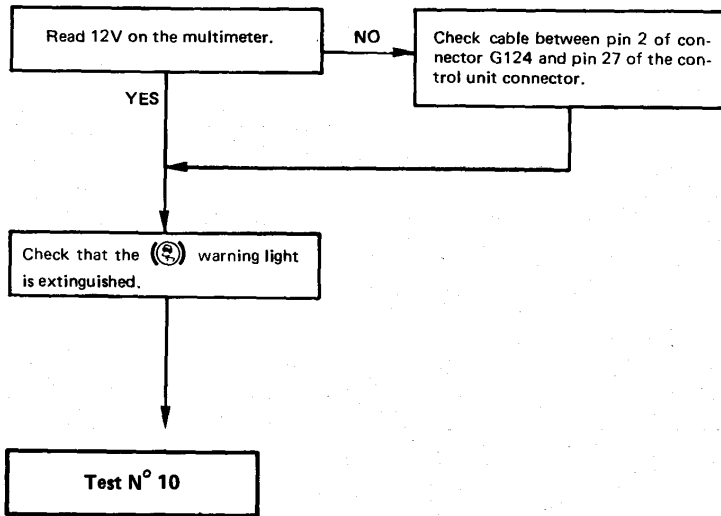 Read 12V on the multimeter.
NO
Check cable between pin 2 of con-
nector G124 and pin 27 of the con-
trol unit connector.
YES
Check that the (( )) warning light
is extinguished.
Test N° 10